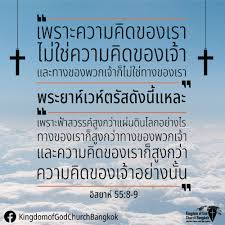 เพราะความคิดของเรา
ไม่ใช่ความคิดของเจ้า
และทางของพวกเจ้าก็ไม่ใช่ทางของเรา
พระยาห์เวห์ตรัสดังนี้แหละ
เพราะฟ้าสวรรค์สูงกว่าแผ่นดินโลกอย่างไร
ทางของเราก็สูงกว่าทางของพวกเจ้า
และความคิดของเราก็สูงกว่า
ความคิดของเจ้าอย่างนั้น
อิสยาห์ 55:8-9
KingdomofGodChurchBangkok
Kingdom of God
Church Bangkok